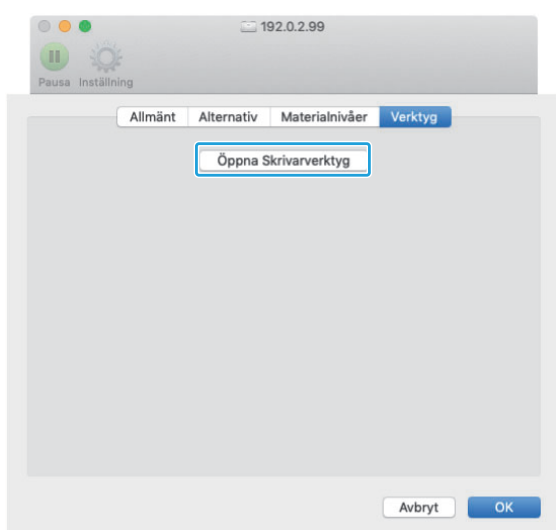 192.0.2.99
Pausa Inställning
Allmänt Alternativ Materialnivåer Verktyg
Öppna Skrivarverktyg
Avbryt OK